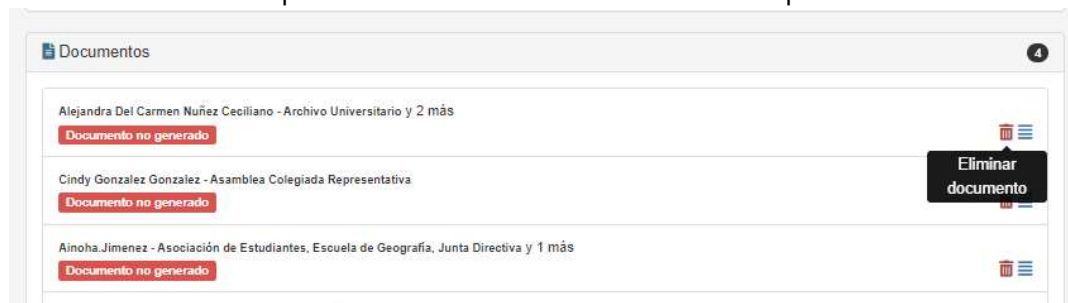 Documentos
4
Alejandra Del Carmen Nuñez Ceciliano - Archivo Universitario y 2 más
Documento no generado
Eliminar
documento
Cindy Gonzalez Gonzalez - Asamblea Colegiada Representativa
Documento no generado
Ainoha.Jimenez - Asociación de Estudiantes, Escuela de Geografía, Junta Directiva y 1 más
Documento no generado